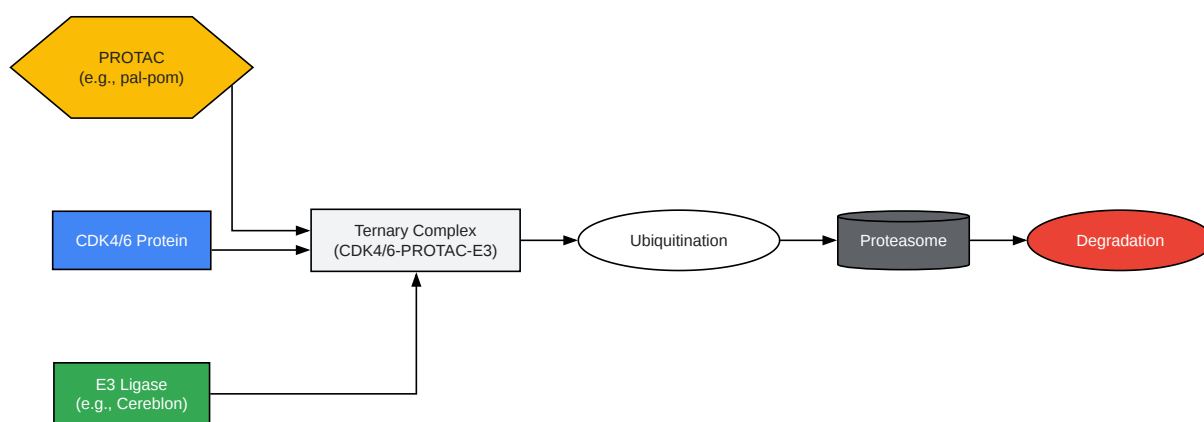 PROTAC
(e.g., pal-pom)
CDK4/6 Protein
E3 Ligase
(e.g., Cereblon)
Ternary Complex
(CDK4/6-PROTAC-E3)
Ubiquitination
Proteasome
Degradation